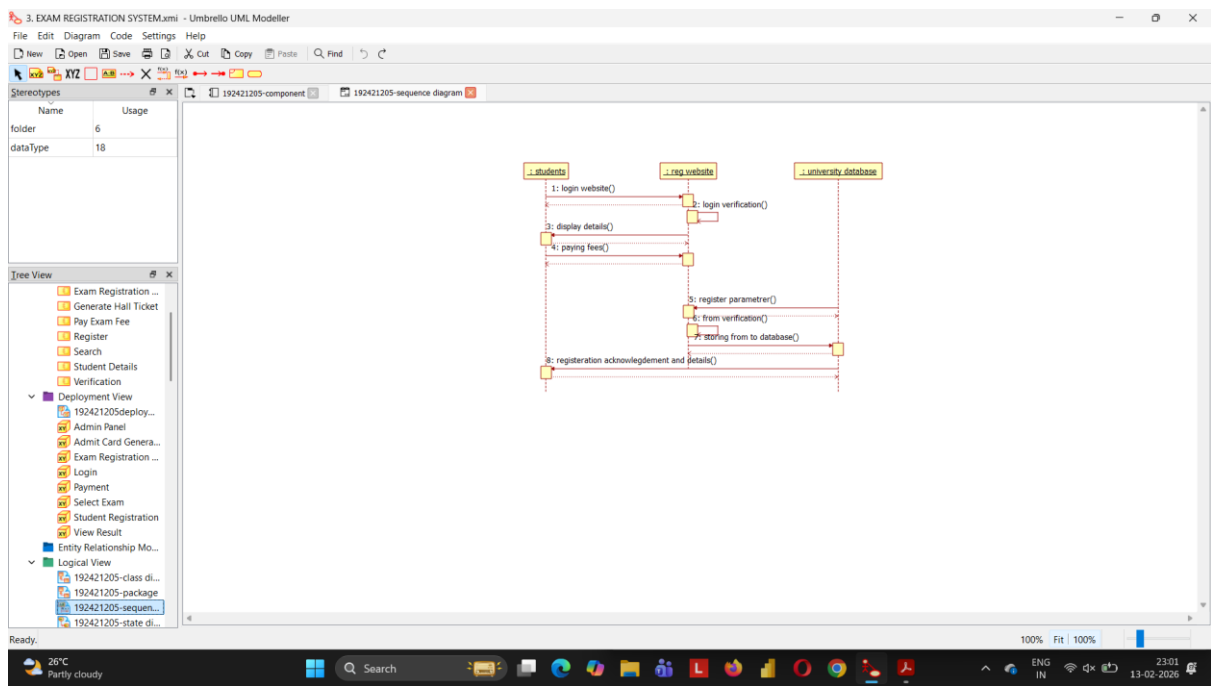 3. EXAM REGISTRATION SYSTEM.xmi - Umbrello UML Modeller
File Edit Diagram Code Settings Help
New Open Save Cut Copy Paste Find
XYZ A:B
Stereotypes
192421205-component 192421205-sequence diagram
Name Usage
folder 6
dataType 18
: students : reg website : university database
1: login website()
2: login verification()
3: display details()
4: paying fees()
5: register parametrer()
6: from verification()
7: storing from to database()
8: registeration acknowlegdement and details()
Tree View
Exam Registration ...
Generate Hall Ticket
Pay Exam Fee
Register
Search
Student Details
Verification
Deployment View
192421205deploy...
Admin Panel
Admit Card Genera...
Exam Registration ...
Login
Payment
Select Exam
Student Registration
View Result
Entity Relationship Mo...
Logical View
192421205-class di...
192421205-package
192421205-sequen...
192421205-state di...
Ready.
100% Fit 100%
26°C
Partly cloudy
Search
ENG
IN
23:01
13-02-2026